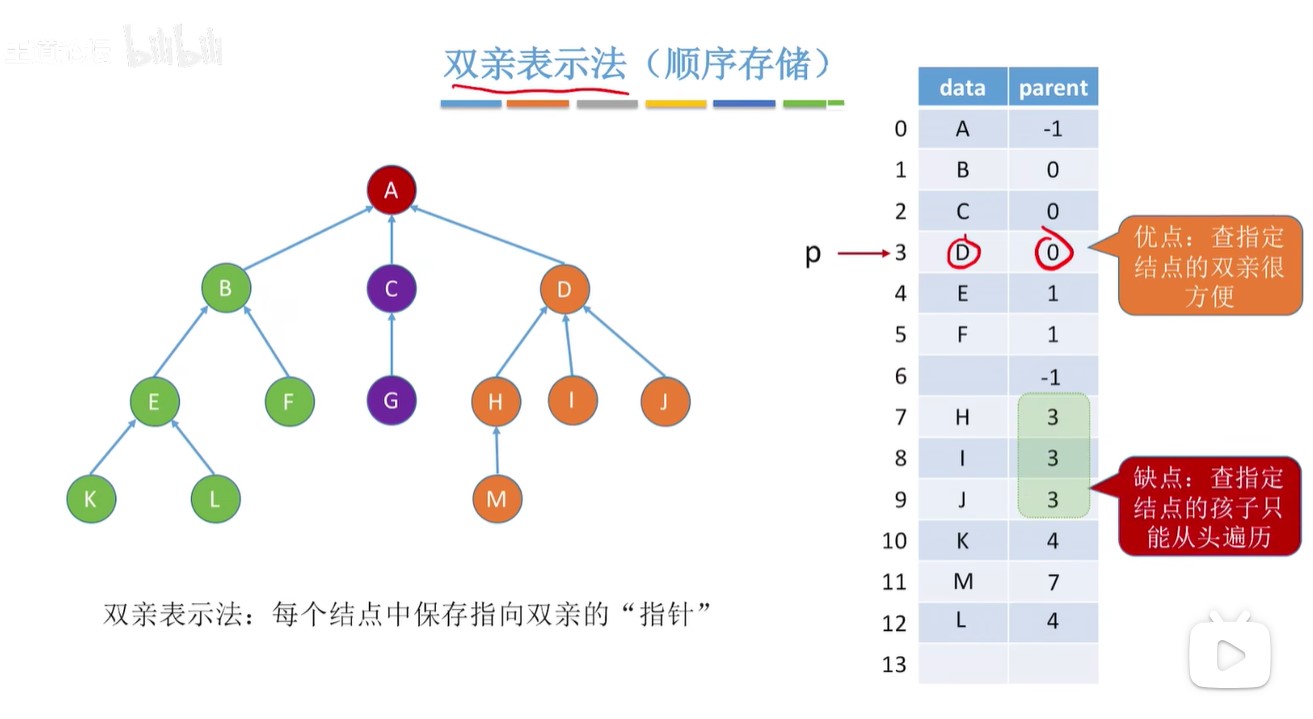 bilibili
双亲表示法（顺序存储）
data parent
0 A -1
1 B 0
2 C 0
p 3 D 0
4 E 1
5 F 1
6 -1
7 H 3
8 I 3
9 J 3
10 K 4
11 M 7
12 L 4
13
优点：查指定
结点的双亲很
方便
缺点：查指定
结点的孩子只
能从头遍历
A
B C D
E F G H I J
K L M
双亲表示法：每个结点中保存指向双亲的“指针”